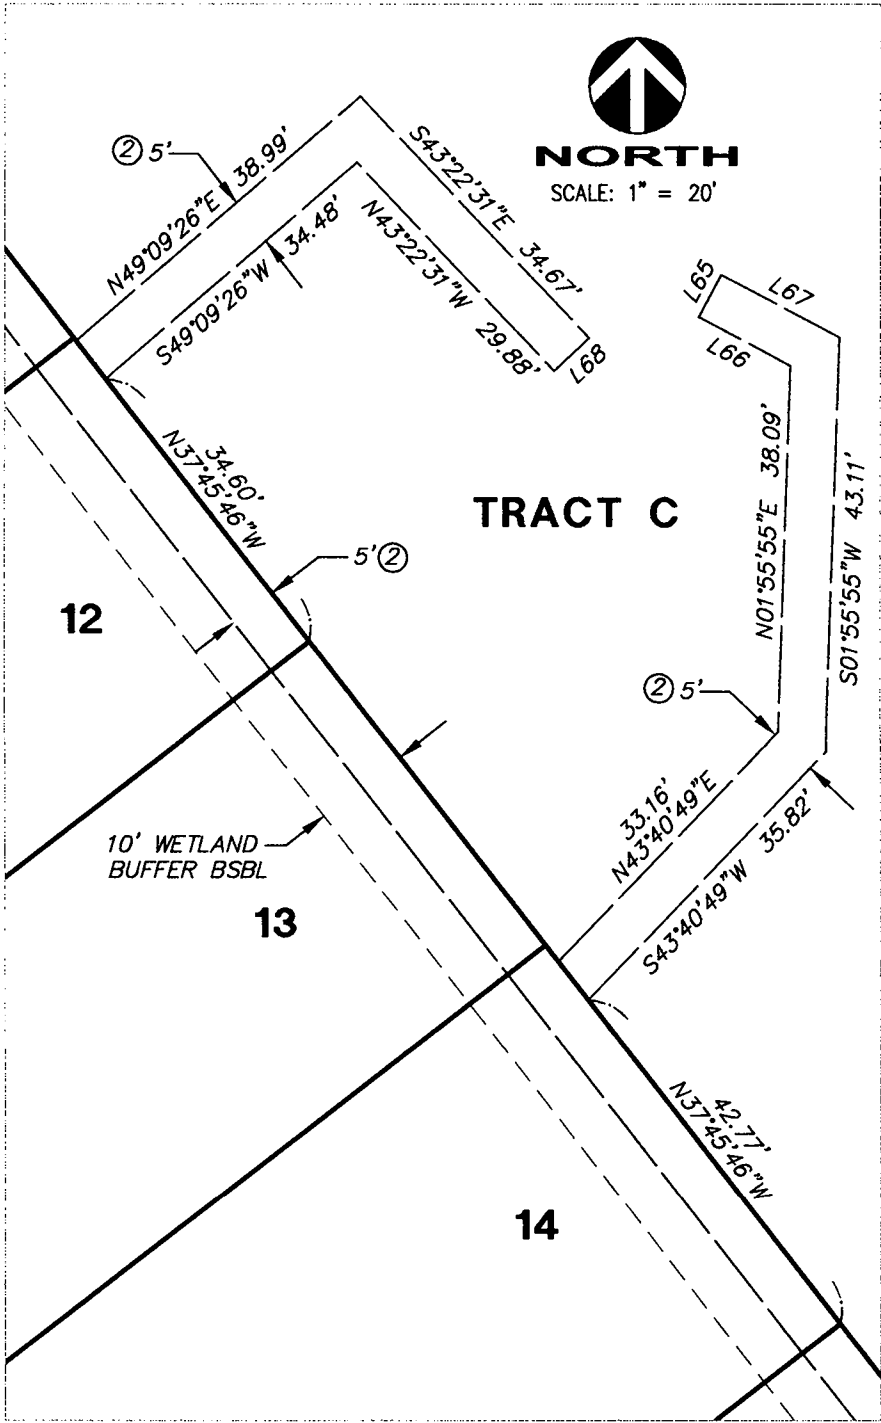 NORTH
SCALE: 1" = 20'
② 5'
N49°09'26"E 38.99'
S49°09'26"W 34.48'
S43°22'31"E 34.67'
N43°22'31"W 29.88'
L68
L65
L67
L66
N01°55'55"E 38.09'
S01°55'55"W 43.11'
34.60'
N37°45'46"W
TRACT C
5'②
12
② 5'
33.16'
N43°40'49"E
S43°40'49"W 35.82'
10' WETLAND
BUFFER BSBL
13
42.77'
N37°45'46"W
14